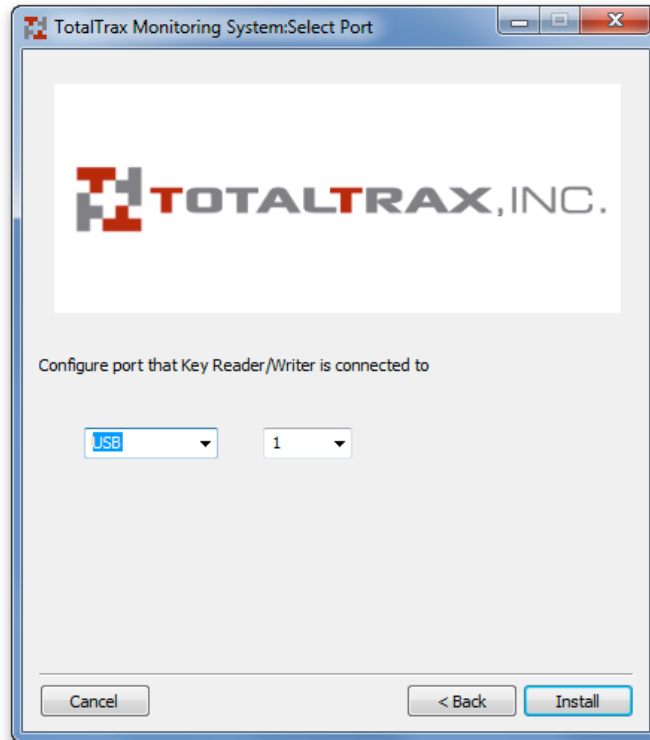 TotalTrax Monitoring System:Select Port
TOTALTRAX, INC.
Configure port that Key Reader/Writer is connected to
USB 1
Cancel < Back Install